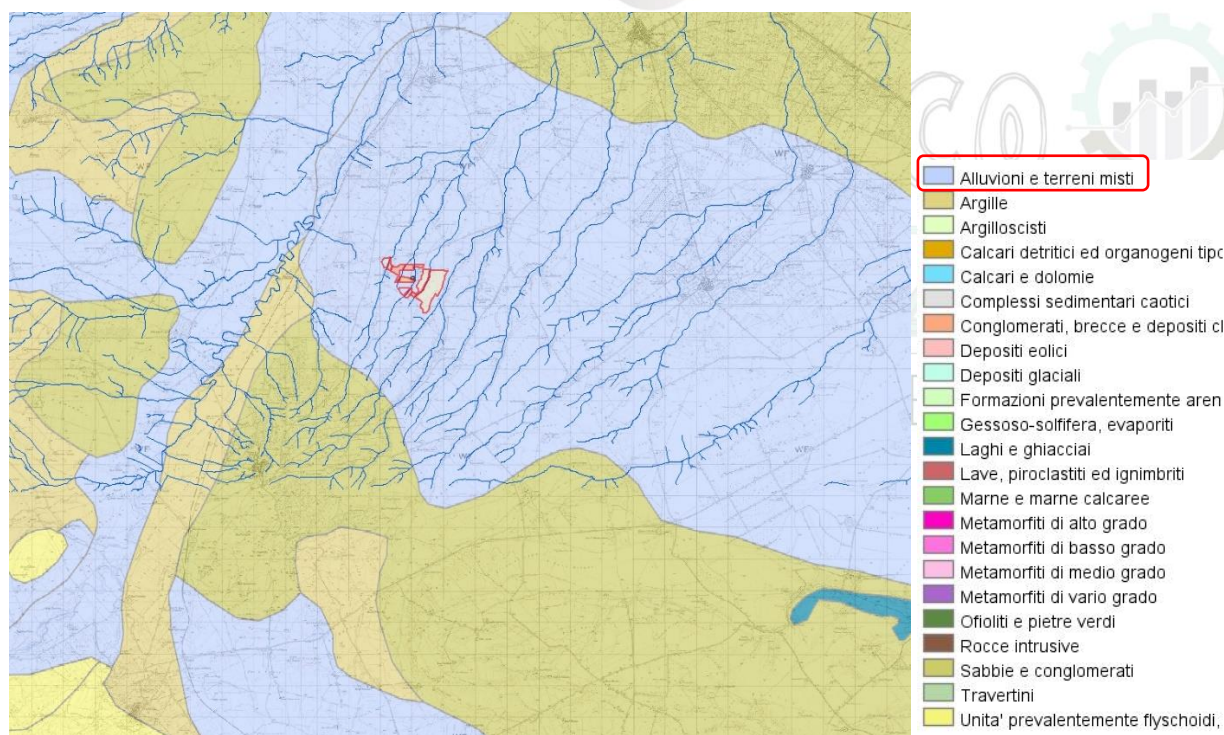 CO
Alluvioni e terreni misti
Argille
Argilloscisti
Calcari detritici ed organogeni tipo
Calcari e dolomie
Complessi sedimentari caotici
Conglomerati, brecce e depositi cl
Depositi eolici
Depositi glaciali
Formazioni prevalentemente aren
Gessoso-solfifera, evaporiti
Laghi e ghiacciai
Lave, piroclastiti ed ignimbriti
Marne e marne calcaree
Metamorfiti di alto grado
Metamorfiti di basso grado
Metamorfiti di medio grado
Metamorfiti di vario grado
Ofioliti e pietre verdi
Rocce intrusive
Sabbie e conglomerati
Travertini
Unita' prevalentemente flyschoidi,